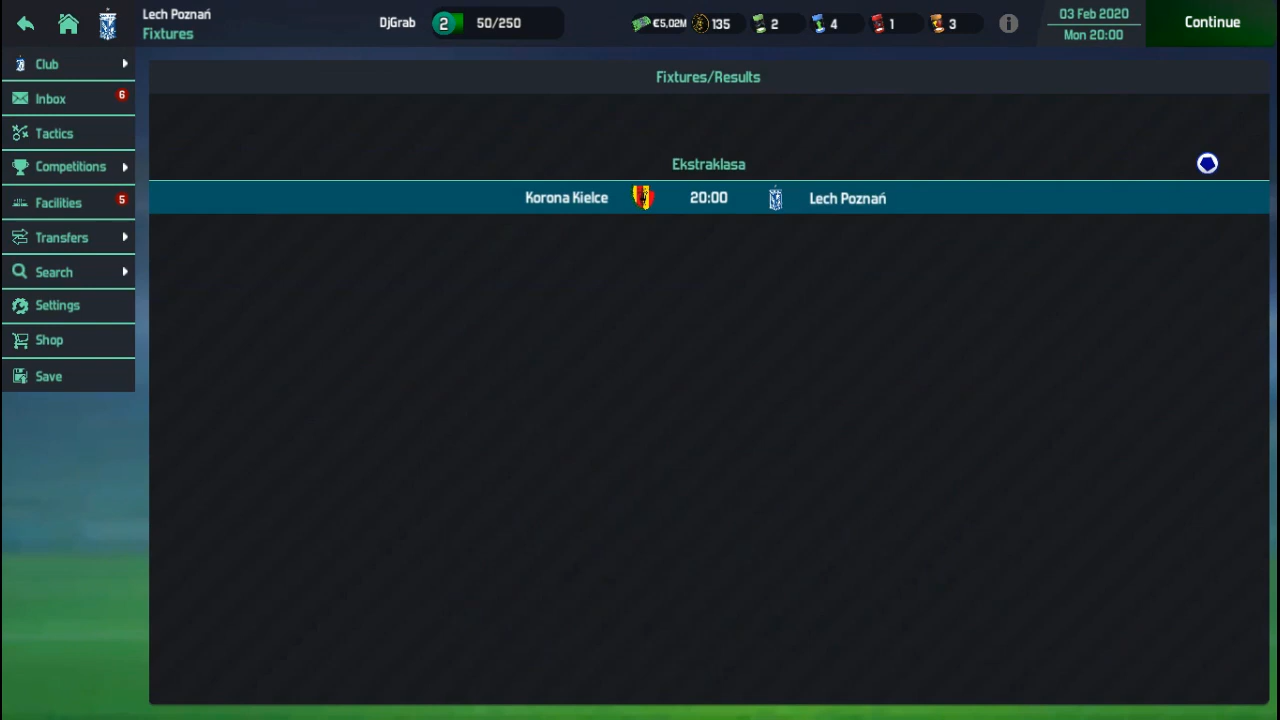 Lech Poznań
Fixtures
DjGrab 2 50/250
€5,02M 135 2 4 1 3
03 Feb 2020
Mon 20:00
Continue
Club
Inbox 6
Tactics
Competitions
Facilities 5
Transfers
Search
Settings
Shop
Save
Fixtures/Results
Ekstraklasa
Korona Kielce 20:00 Lech Poznań